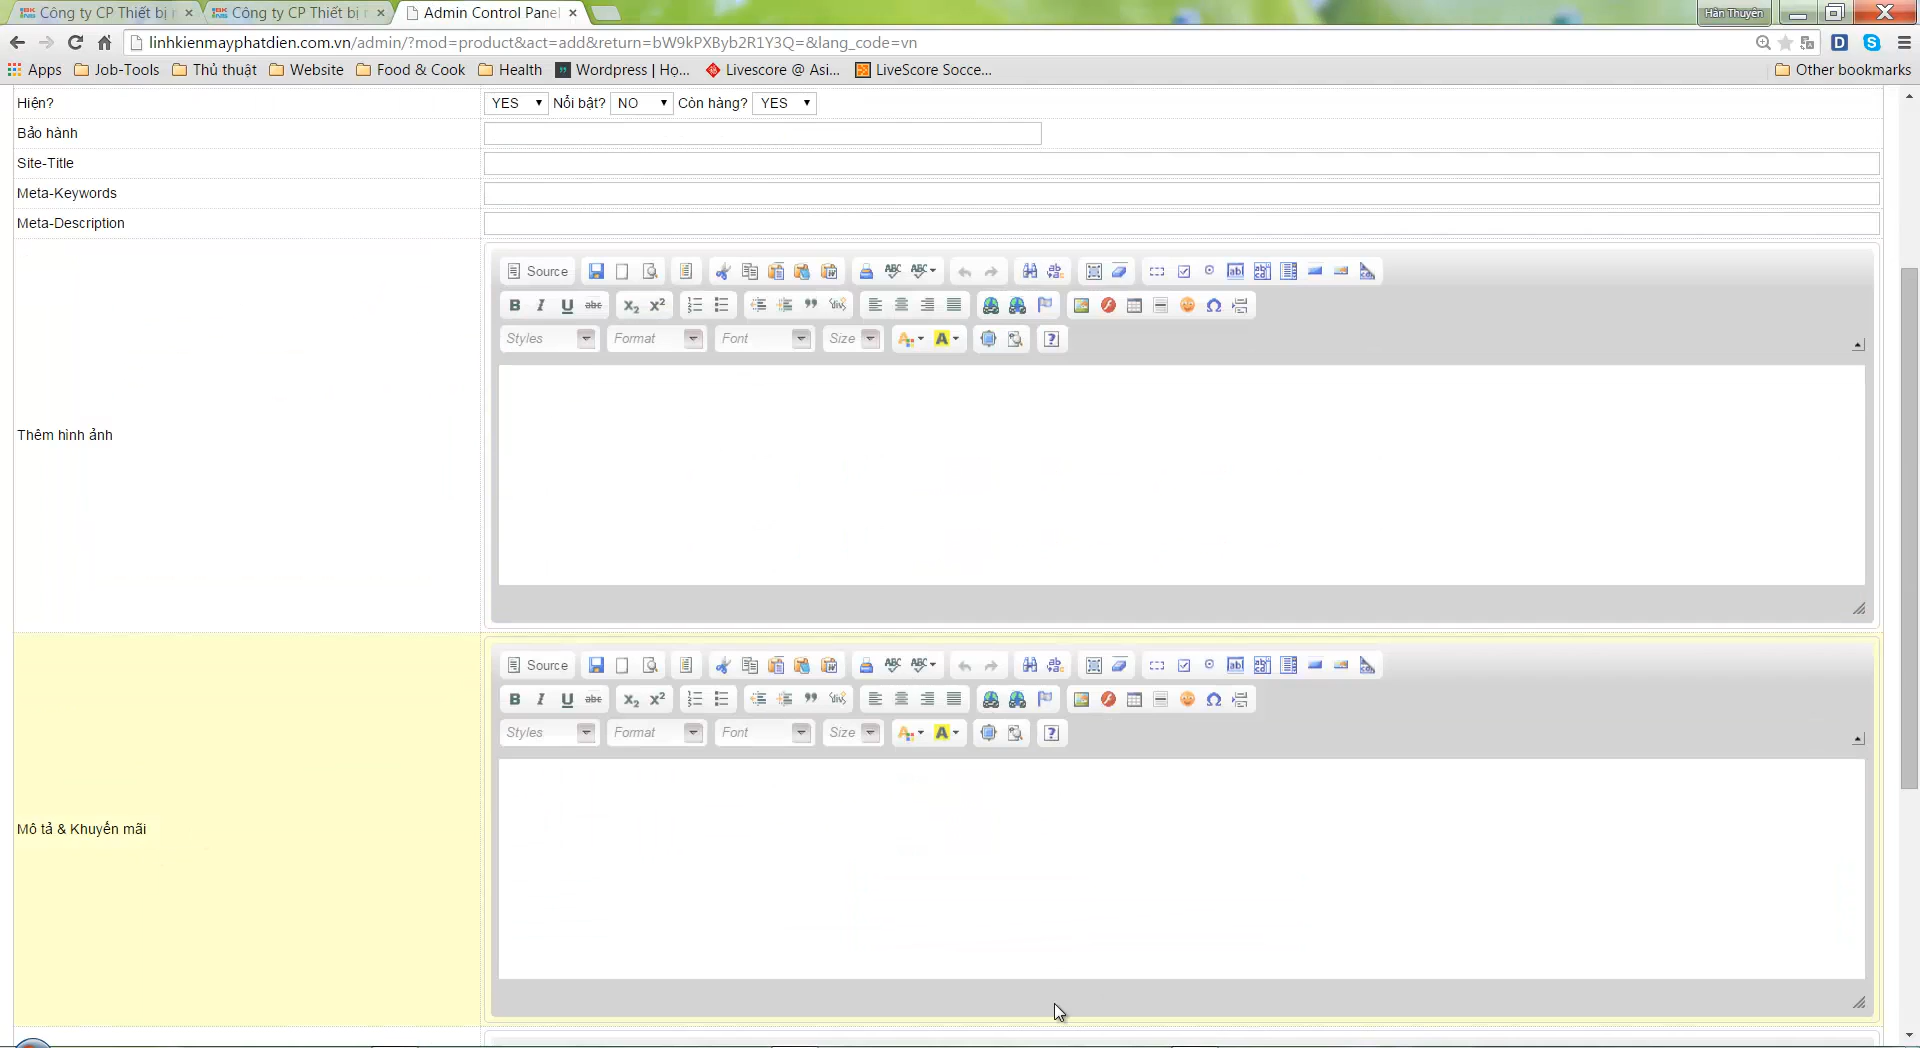 Công ty CP Thiết bị
Công ty CP Thiết bị
Admin Control Pane
Hàn Thuyên
linhkienmayphatdien.com.vn/admin/?mod=product&act=add&return=bW9kPXByb2R1Y3Q=&lang_code=vn
Apps Job-Tools Thủ thuật Website Food & Cook Health Wordpress | Họ... Livescore @ Asi... LiveScore Socce... Other bookmarks
Hiện? YES Nổi bật? NO Còn hàng? YES
Bảo hành
Site-Title
Meta-Keywords
Meta-Description
Source
Styles Format Font Size
Thêm hình ảnh
Source
Styles Format Font Size
Mô tả & Khuyến mãi